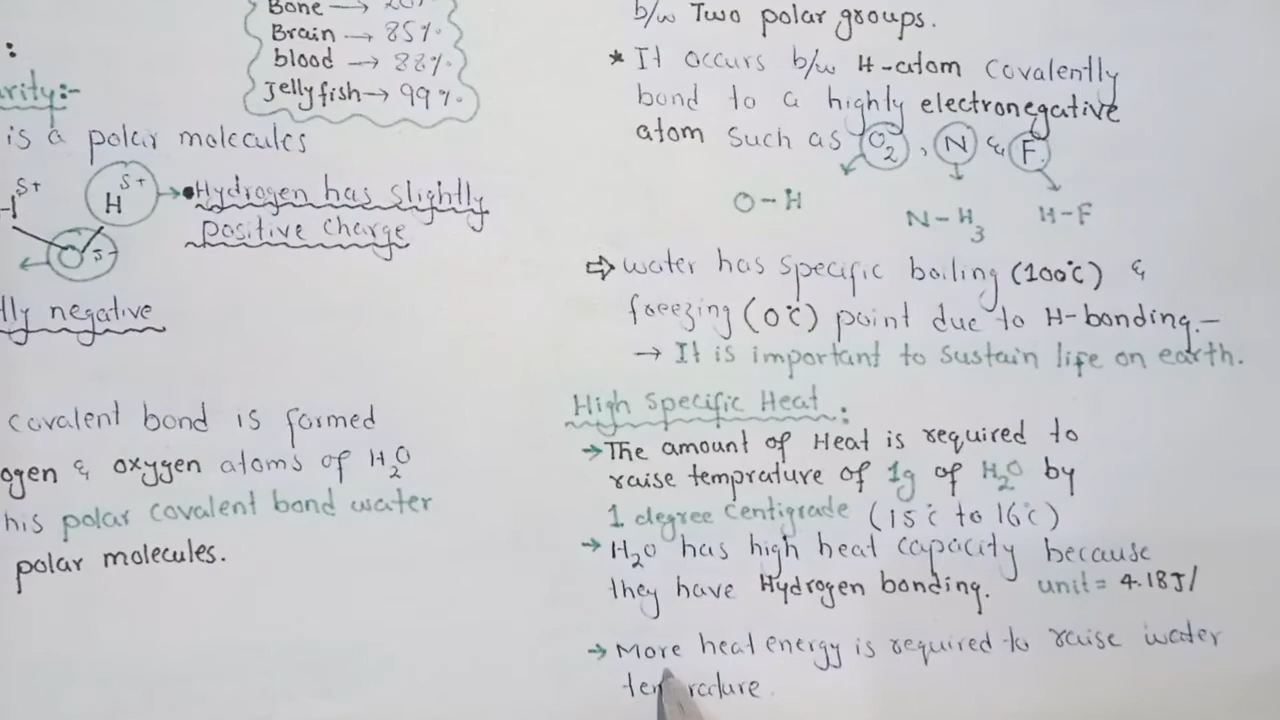 :
Bone →
Brain → 85%.
blood → 88%.
Jelly fish → 99%.
rity:-
is a polar molecules
S+
S+
H
• Hydrogen has slightly
positive charge
O S-
lly negative
covalent bond is formed
ogen & oxygen atoms of H2O
his polar covalent bond water
polar molecules.
b/w Two polar groups.
* It occurs b/w H-atom covalently
bond to a highly electronegative
atom such as O2, N & F.
O-H
N-H3
H-F
⇒ water has specific boiling (100°c) &
freezing (0°c) point due to H-bonding.-
→ It is important to sustain life on earth.
High Specific Heat:
→ The amount of Heat is required to
raise temprature of 1g of H2O by
1 degree centigrade (15°c to 16°c)
→ H2O has high heat capacity because
they have Hydrogen bonding. unit= 4.18J/
→ More heat energy is required to raise water